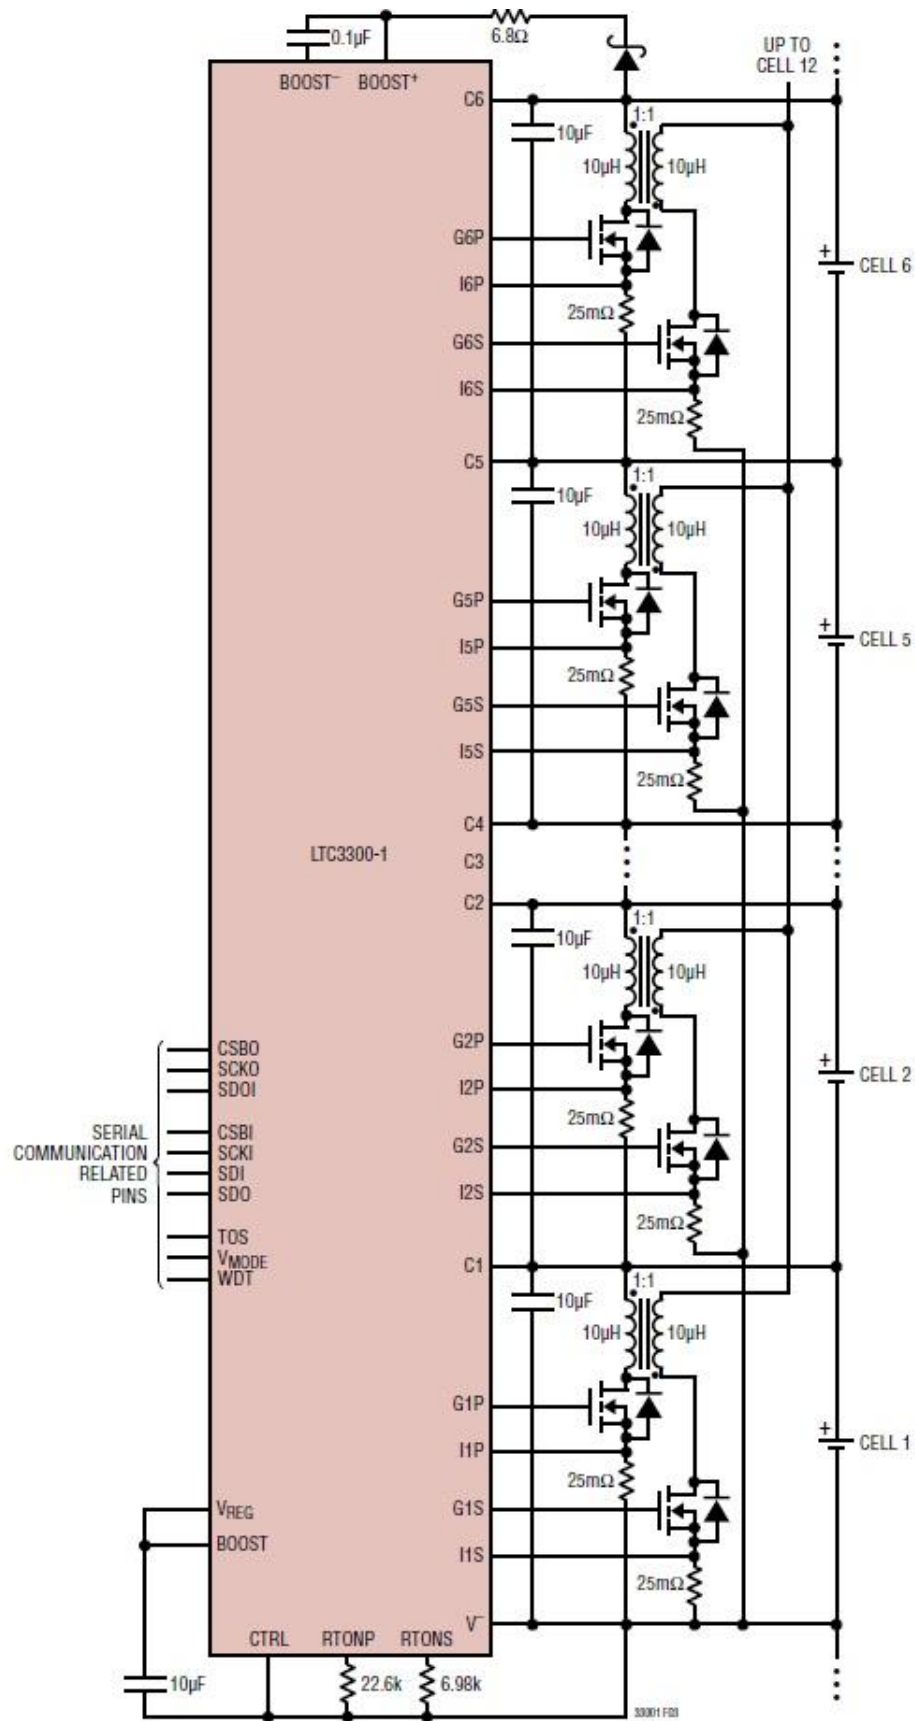 0.1µF
6.8Ω
UP TO
CELL 12
BOOST⁻
BOOST⁺
C6
1:1
10µF
10µH
10µH
G6P
+
CELL 6
I6P
25mΩ
G6S
I6S
25mΩ
C5
1:1
10µF
10µH
10µH
G5P
+
CELL 5
I5P
25mΩ
G5S
I5S
25mΩ
C4
LTC3300-1
C3
C2
1:1
10µF
10µH
10µH
G2P
+
CELL 2
I2P
25mΩ
G2S
I2S
25mΩ
SERIAL
COMMUNICATION
RELATED
PINS
CSBO
SCKO
SDOI
CSBI
SCKI
SDI
SDO
TOS
VMODE
WDT
C1
1:1
10µF
10µH
10µH
G1P
+
CELL 1
I1P
25mΩ
G1S
I1S
25mΩ
VREG
BOOST
V⁻
CTRL
RTONP
RTONS
10µF
22.6k
6.98k
33001 F03